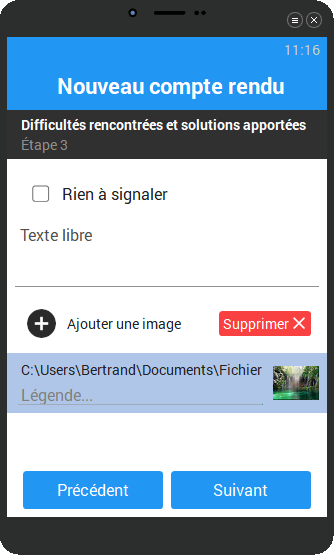 11:16
Nouveau compte rendu
Difficultés rencontrées et solutions apportées
Étape 3
Rien à signaler
Texte libre
Ajouter une image
Supprimer
C:\Users\Bertrand\Documents\Fichier
Légende...
Précédent
Suivant